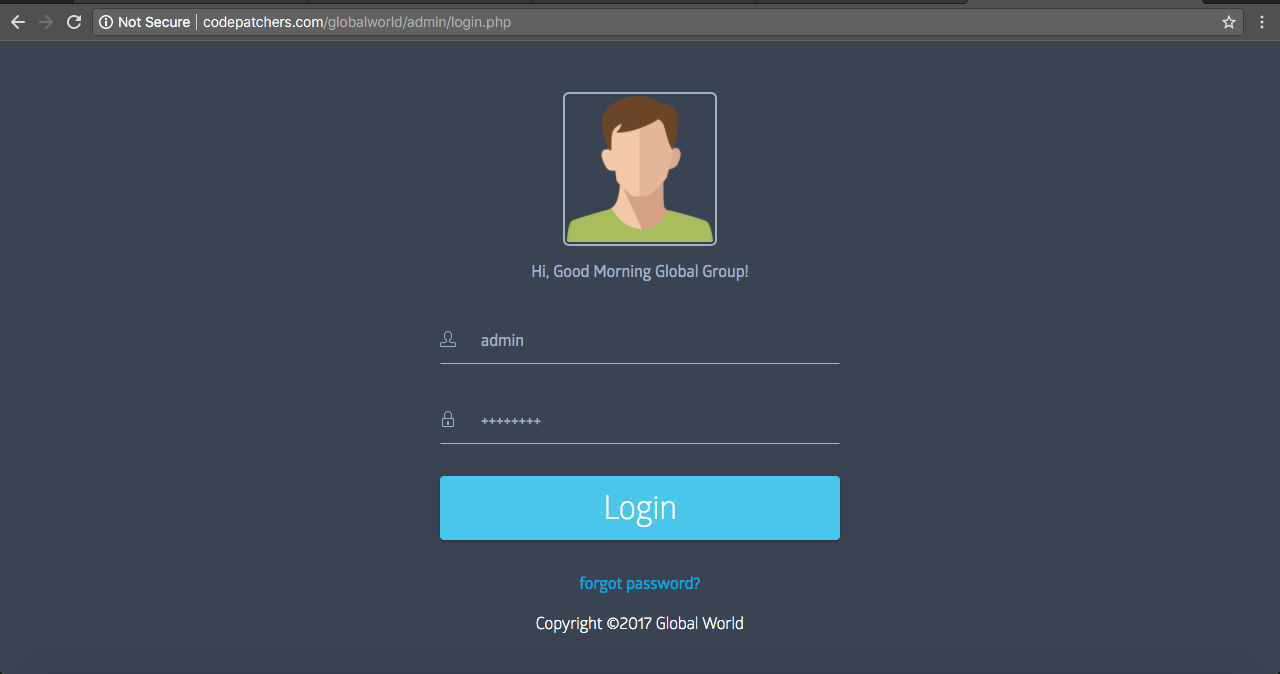 Not Secure | codepatchers.com/globalworld/admin/login.php
Hi, Good Morning Global Group!
admin
++++++++
Login
forgot password?
Copyright ©2017 Global World